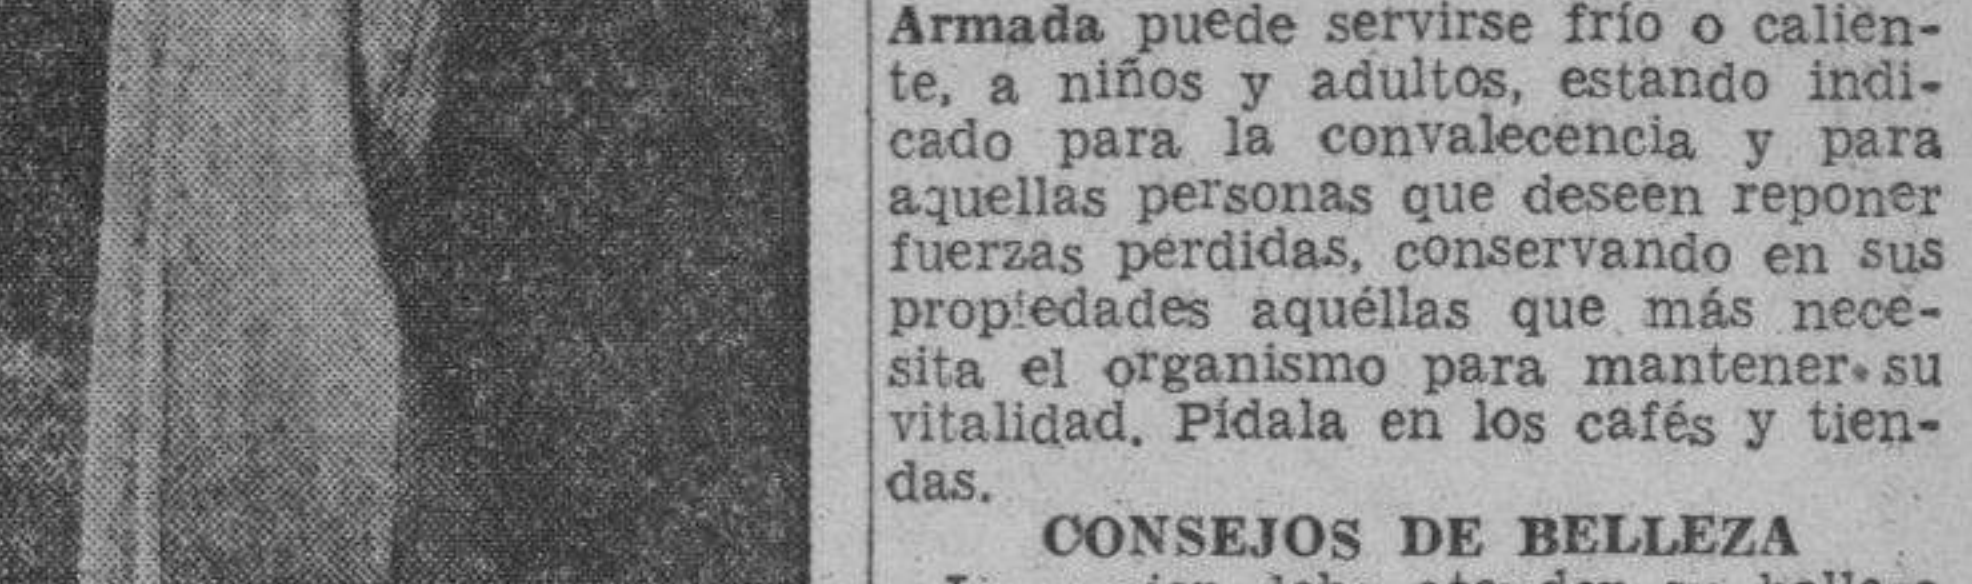 Armada puede servirse frío o calien-
te, a niños y adultos, estando indi-
cado para la convalecencia y para
aquellas personas que deseen reponer
fuerzas perdidas, conservando en sus
propiedades aquéllas que más nece-
sita el organismo para mantener su
vitalidad. Pídala en los cafés y tien-
das.
CONSEJOS DE BELLEZA